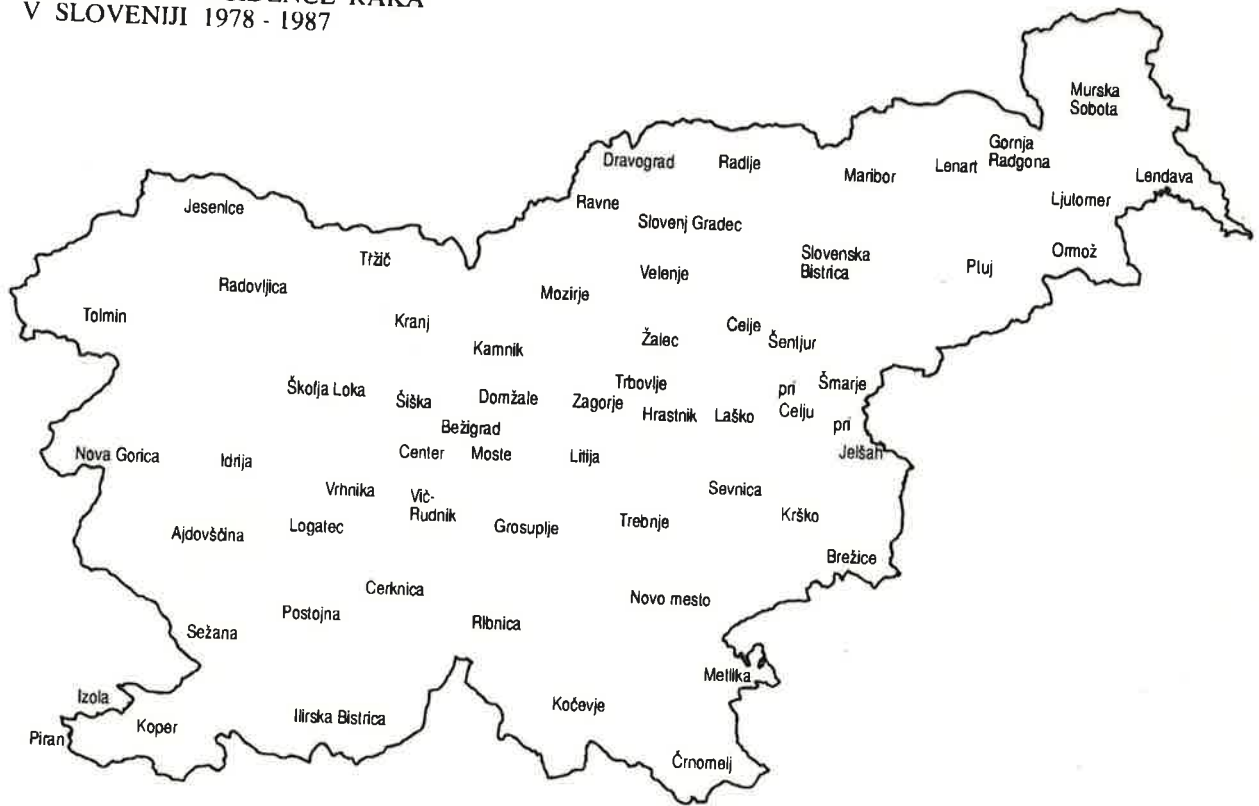 V SLOVENIJI 1978 - 1987
Murska
Sobota
Gornja
Radgona
Dravograd
Radlje
Maribor
Lenart
Lendava
Ljutomer
Jesenice
Ravne
Slovenj Gradec
Tržič
Slovenska
Bistrica
Ormož
Ptuj
Velenje
Radovljica
Mozirje
Tolmin
Kranj
Celje
Žalec
Šentjur
Kamnik
Škofja Loka
Šiška
Domžale
Trbovlje
Zagorje
Hrastnik
Laško
pri
Celju
Šmarje
pri
Jelšah
Bežigrad
Center
Moste
Litija
Nova Gorica
Idrija
Vrhnika
Vič-
Rudnik
Sevnica
Krško
Ajdovščina
Logatec
Grosuplje
Trebnje
Brežice
Cerknica
Novo mesto
Postojna
Ribnica
Sežana
Metlika
Izola
Koper
Ilirska Bistrica
Kočevje
Piran
Črnomelj